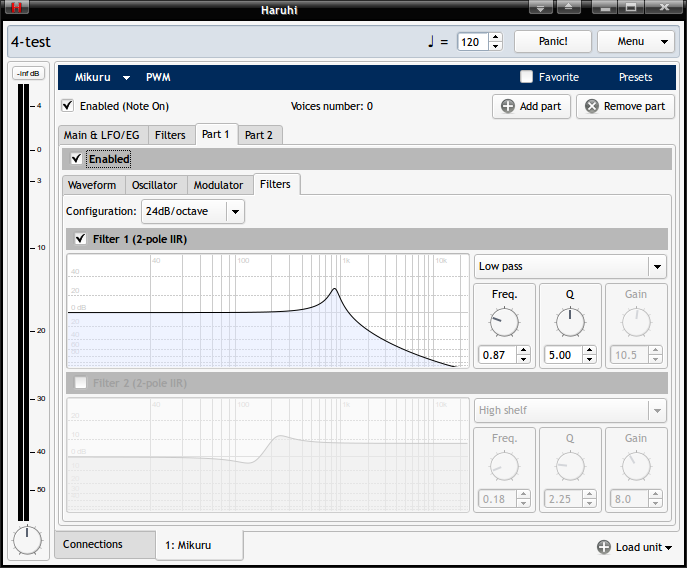 Haruhi
4-test
♩ = 120 Panic! Menu
-inf dB
Mikuru PWM Favorite Presets
Enabled (Note On) Voices number: 0 Add part Remove part
4
0
3
10
20
30
40
50
Main & LFO/EG Filters Part 1 Part 2
Enabled
Waveform Oscillator Modulator Filters
Configuration: 24dB/octave
Filter 1 (2-pole IIR)
40 100 1k 10k
40
20
0 dB
20
40
60
80
Low pass
Freq. Q Gain
0.87 5.00 10.5
Filter 2 (2-pole IIR)
40 100 1k 10k
20
10
0 dB
10
20
30
High shelf
Freq. Q Gain
0.18 2.25 8.0
Connections 1: Mikuru Load unit